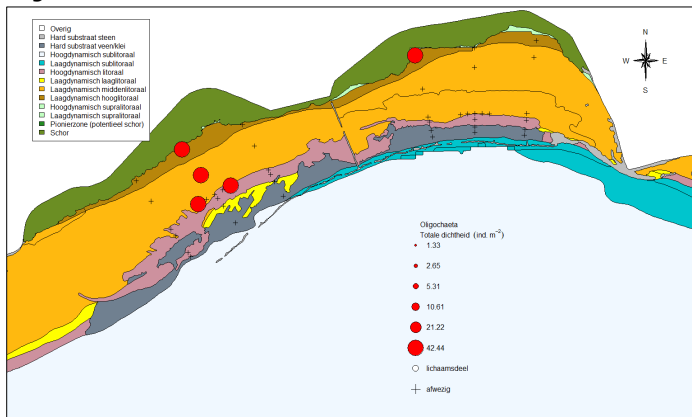 Overig
Hard substraat steen
Hard substraat veen/klei
Hoogdynamisch sublitoraal
Laagdynamisch sublitoraal
Hoogdynamisch litoraal
Laagdynamisch laaglitoraal
Laagdynamisch middenlitoraal
Laagdynamisch hooglitoraal
Hoogdynamisch supralitoraal
Laagdynamisch supralitoraal
Pionierzone (potentieel schor)
Schor
N
W E
S
Oligochaeta
Totale dichtheid (ind. m⁻²)
1.33
2.65
5.31
10.61
21.22
42.44
lichaamsdeel
afwezig